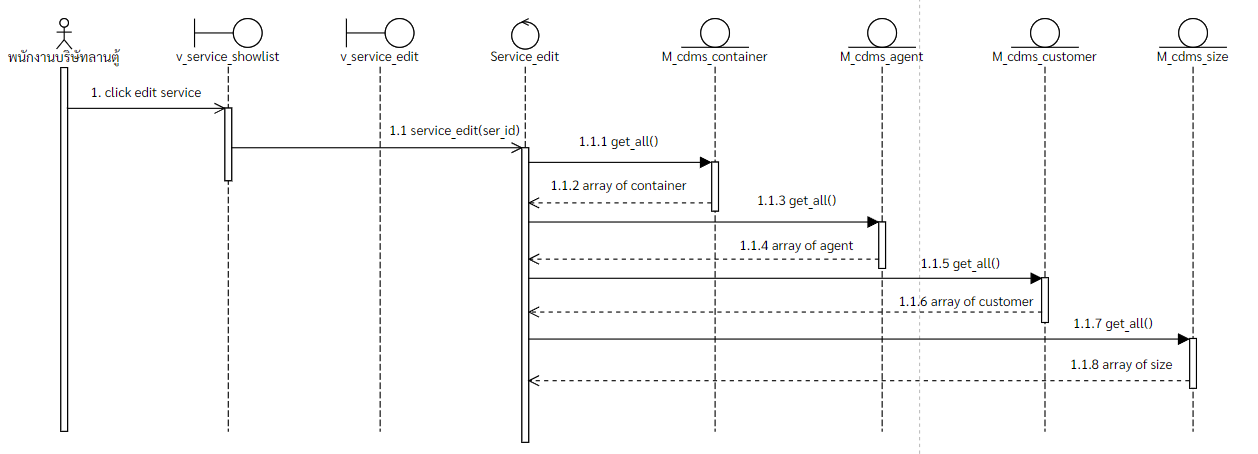 พนักงานบริษัทลานตู้
v_service_showlist
v_service_edit
Service_edit
M_cdms_container
M_cdms_agent
M_cdms_customer
M_cdms_size
1. click edit service
1.1 service_edit(ser_id)
1.1.1 get_all()
1.1.2 array of container
1.1.3 get_all()
1.1.4 array of agent
1.1.5 get_all()
1.1.6 array of customer
1.1.7 get_all()
1.1.8 array of size